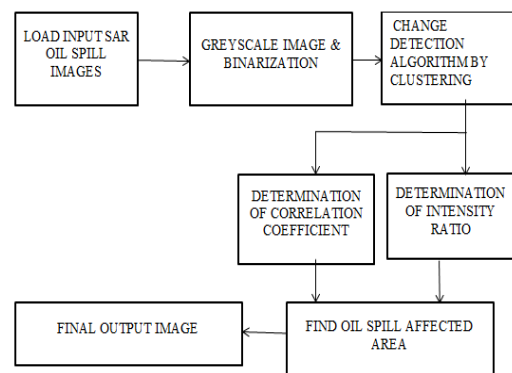 LOAD INPUT SAR
OIL SPILL
IMAGES
GREYSCALE IMAGE &
BINARIZATION
CHANGE
DETECTION
ALGORITHM BY
CLUSTERING
DETERMINATION
OF CORRELATION
COEFFICIENT
DETERMINATION
OF INTENSITY
RATIO
FINAL OUTPUT IMAGE
FIND OIL SPILL AFFECTED
AREA